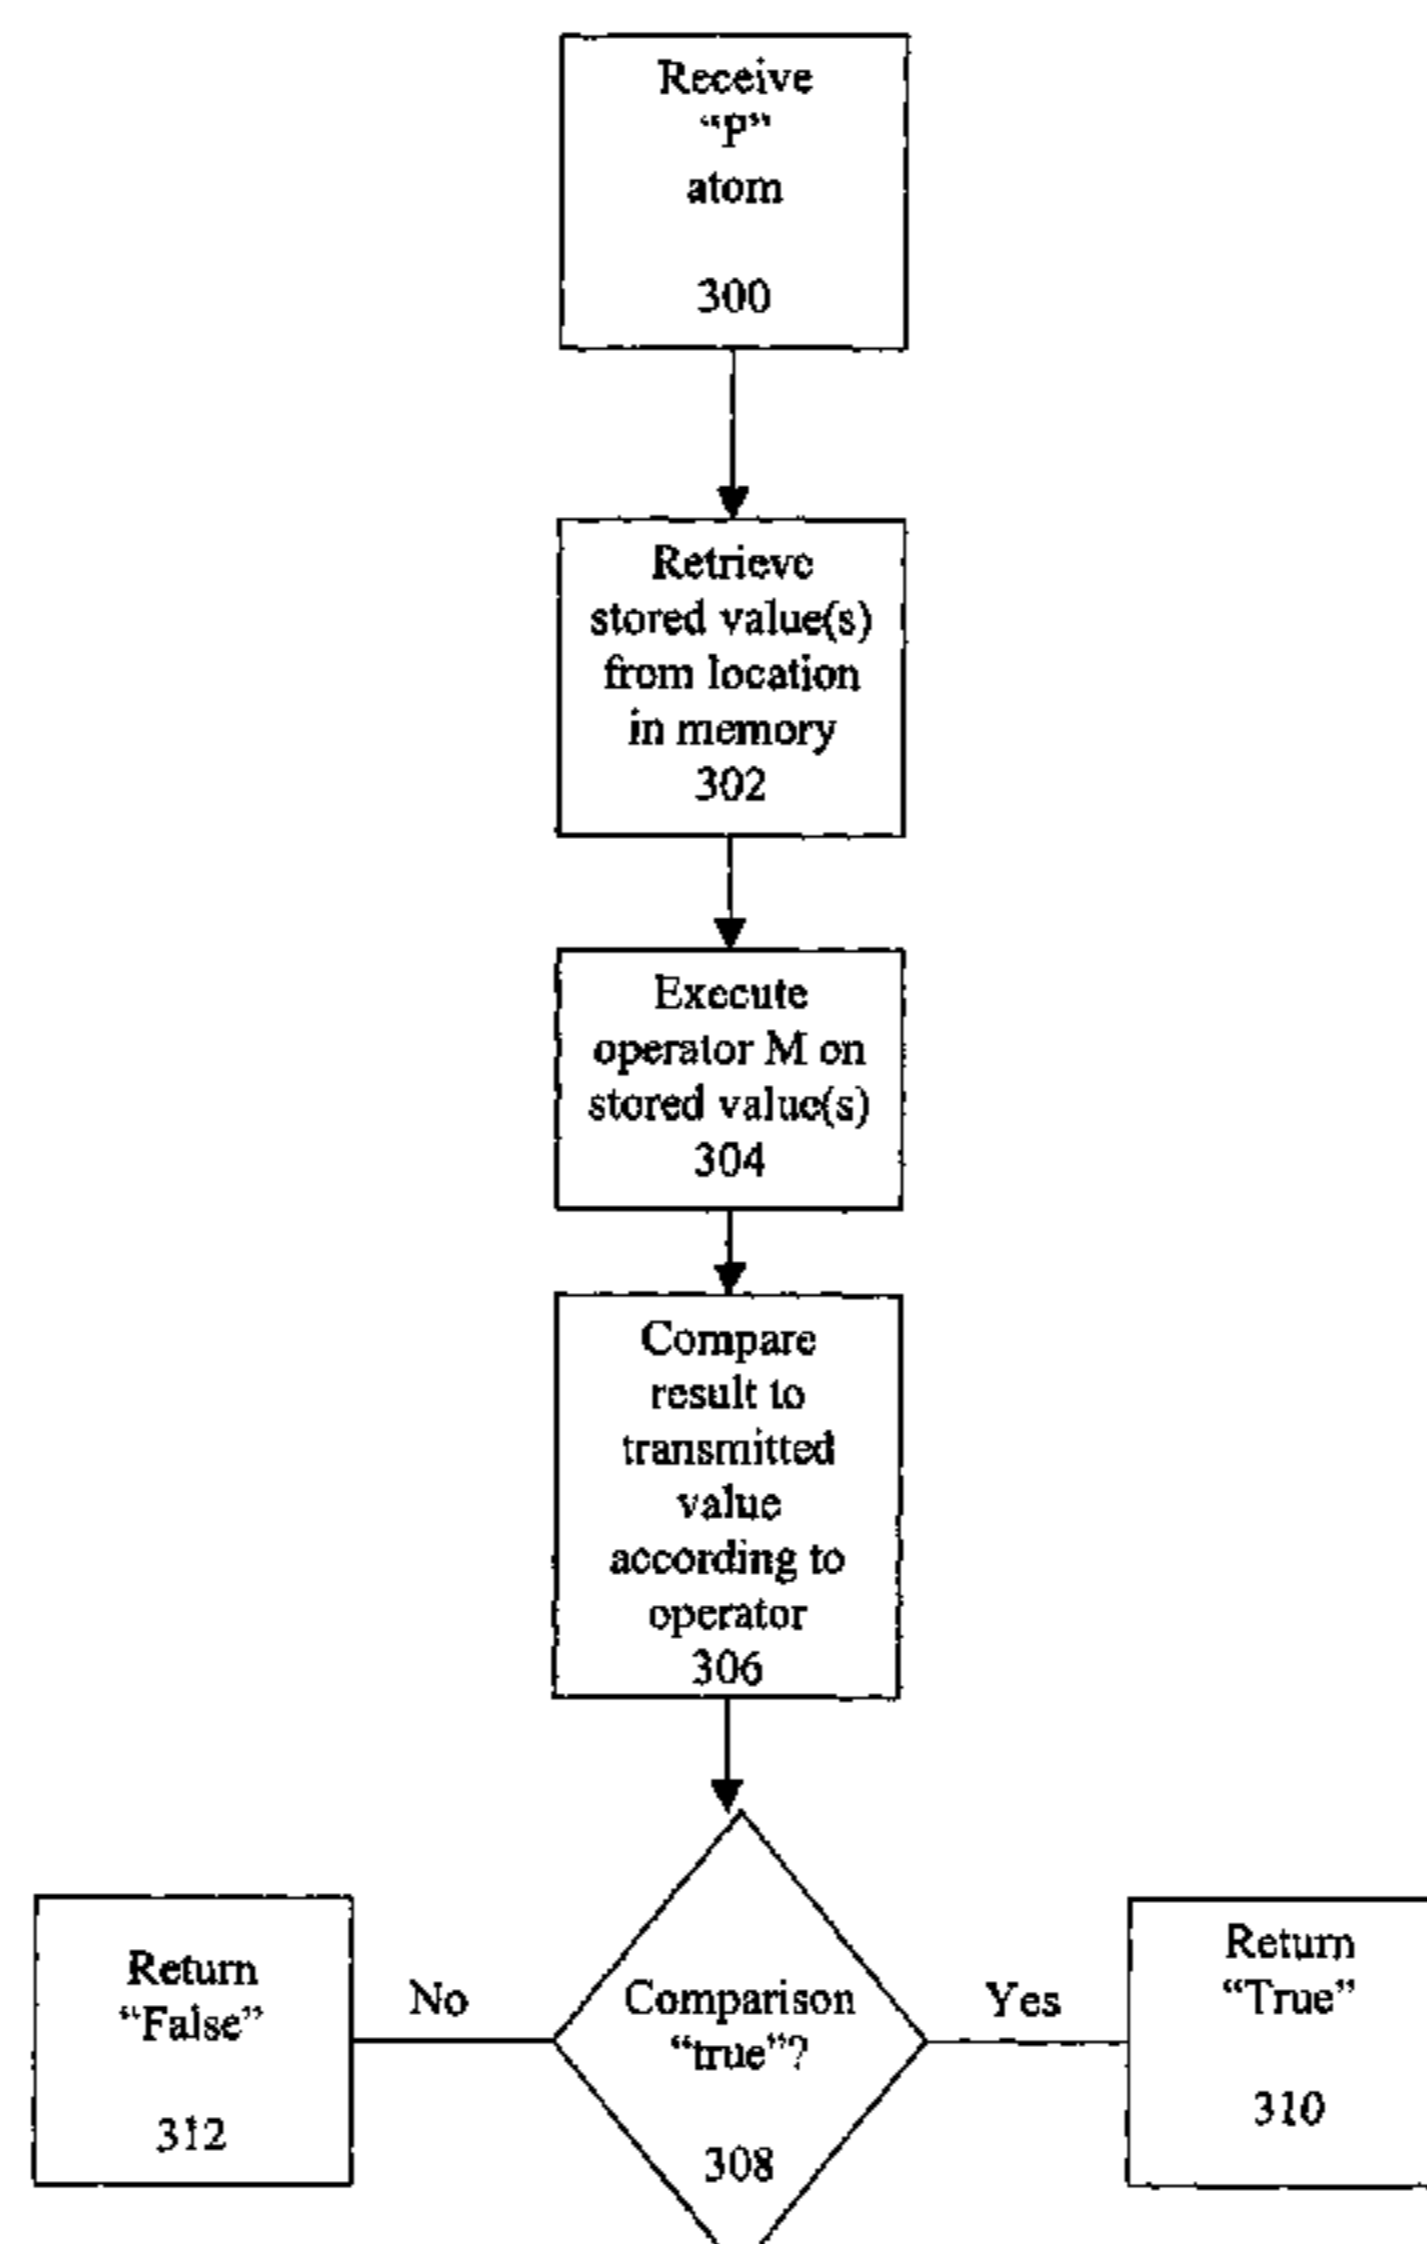 Receive
“P”
atom
300
Retrieve
stored value(s)
from location
in memory
302
Execute
operator M on
stored value(s)
304
Compare
result to
transmitted
value
according to
operator
306
Comparison
“true”?
308
No
Return
“False”
312
Yes
Return
“True”
310